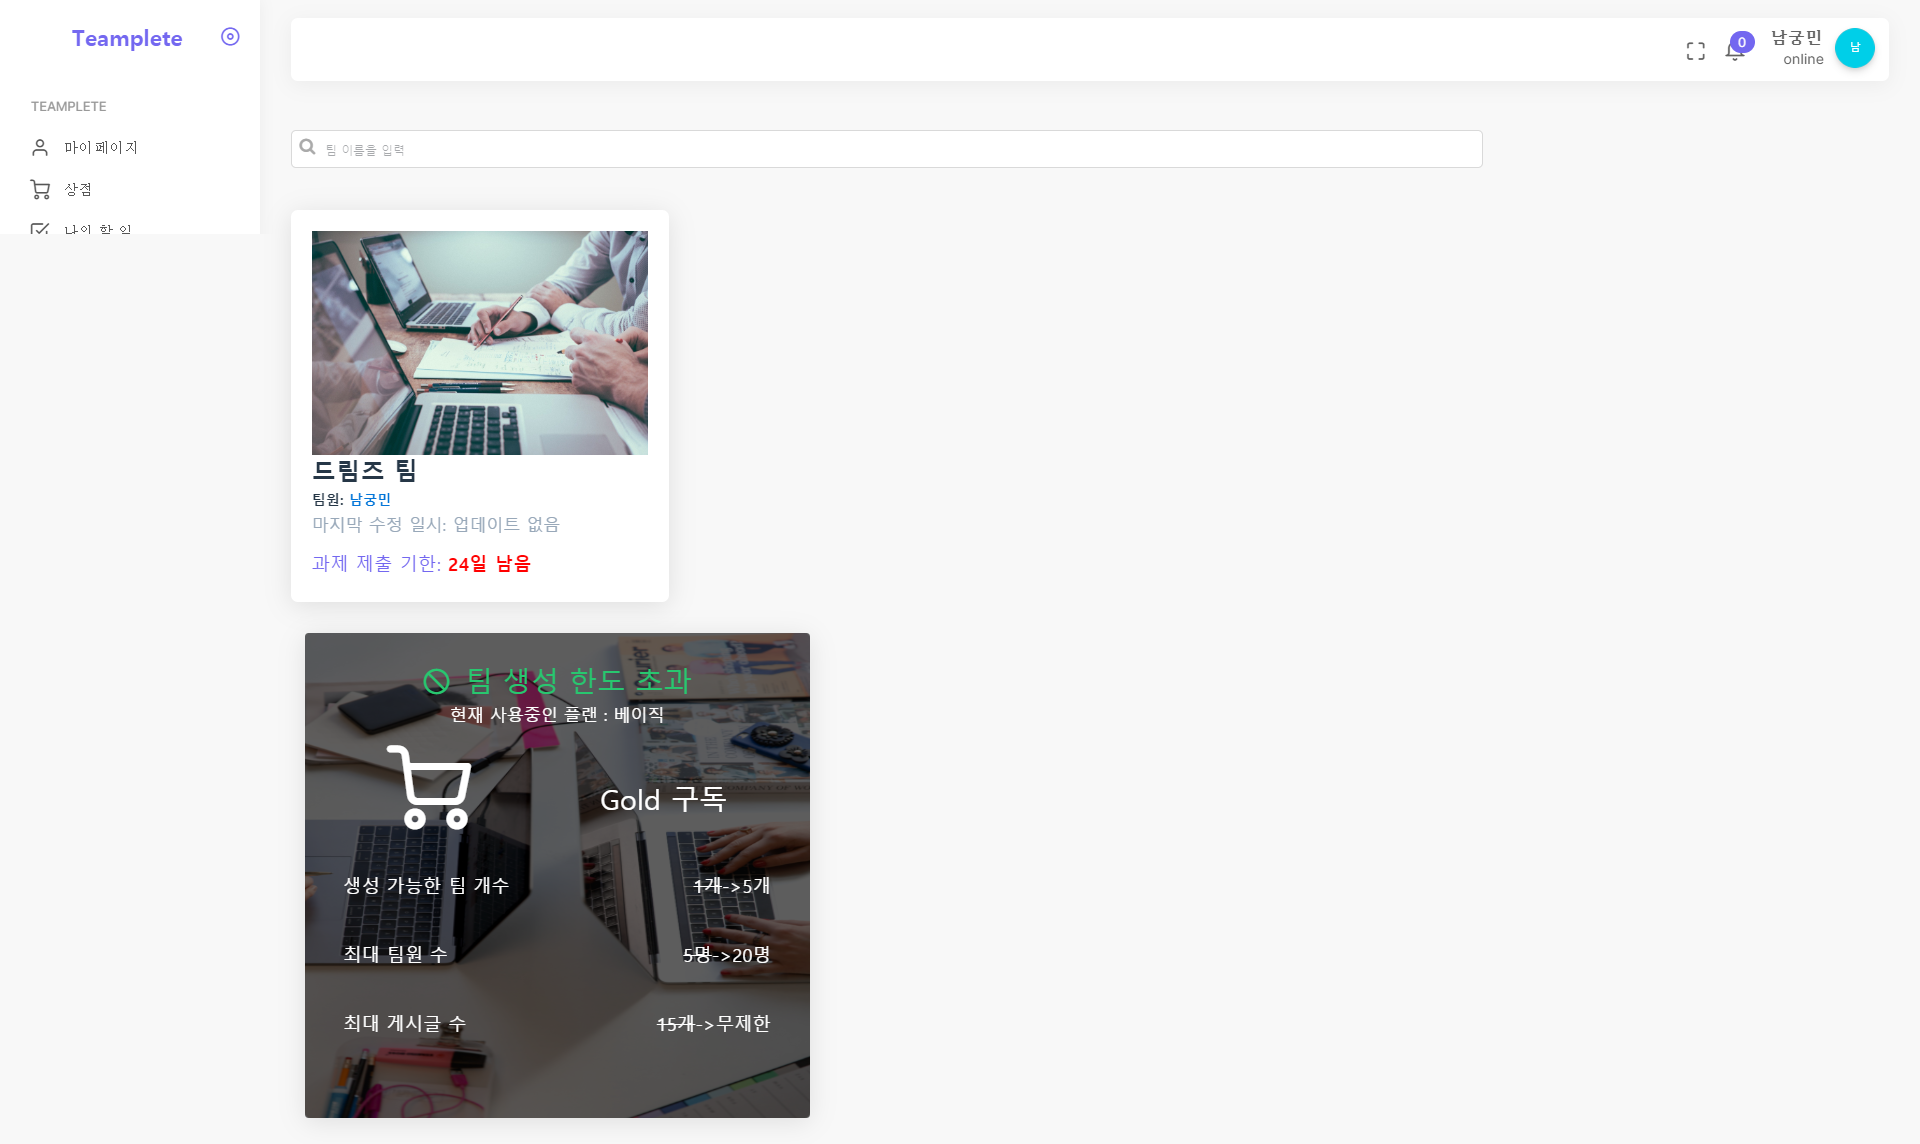 Teamplete
0
남궁민
online
남
TEAMPLETE
마이페이지
상점
나의 할 일
팀 이름을 입력
드림즈 팀
팀원: 남궁민
마지막 수정 일시: 업데이트 없음
과제 제출 기한: 24일 남음
팀 생성 한도 초과
현재 사용중인 플랜 : 베이직
Gold 구독
생성 가능한 팀 개수 1개->5개
최대 팀원 수 5명->20명
최대 게시글 수 15개->무제한